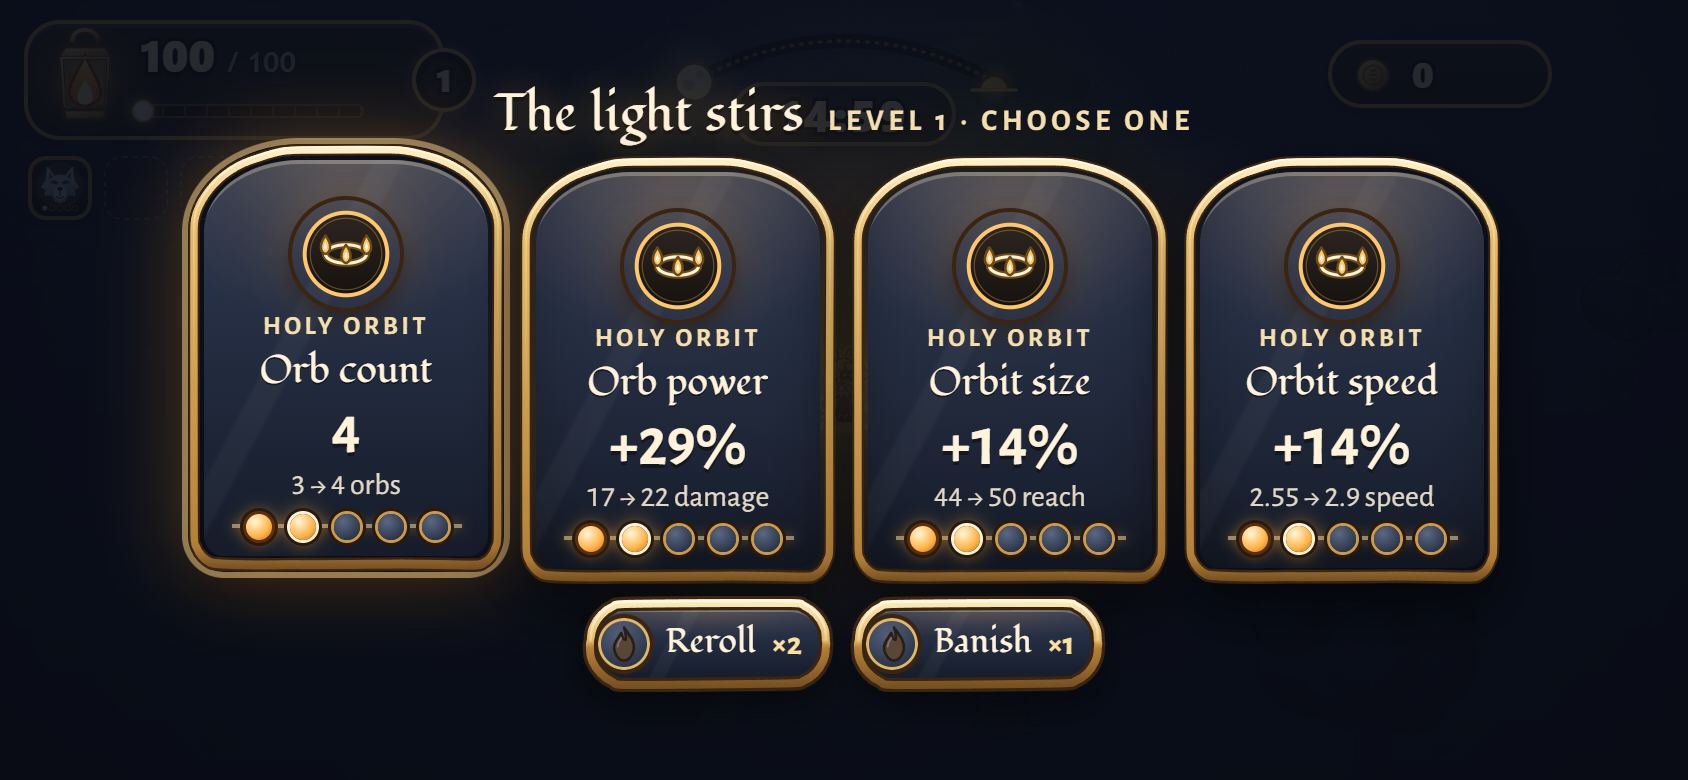 100 / 100
1
0
The light stirs LEVEL 1 · CHOOSE ONE
HOLY ORBIT
Orb count
4
3 → 4 orbs
HOLY ORBIT
Orb power
+29%
17 → 22 damage
HOLY ORBIT
Orbit size
+14%
44 → 50 reach
HOLY ORBIT
Orbit speed
+14%
2.55 → 2.9 speed
Reroll ×2
Banish ×1